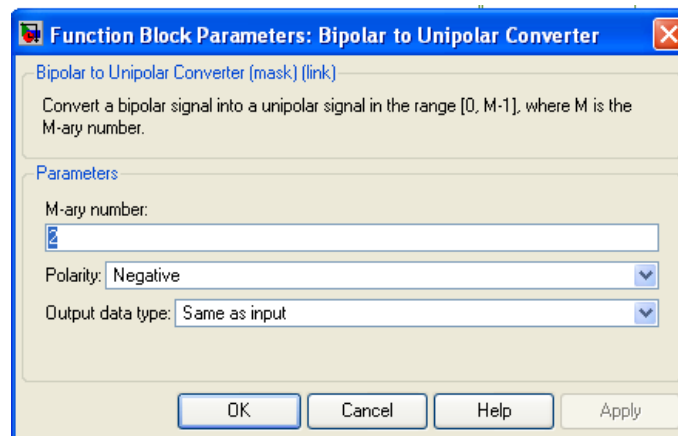 Function Block Parameters: Bipolar to Unipolar Converter
Bipolar to Unipolar Converter (mask) (link)
Convert a bipolar signal into a unipolar signal in the range [0, M-1], where M is the
M-ary number.
Parameters
M-ary number:
2
Polarity: Negative
Output data type: Same as input
OK Cancel Help Apply